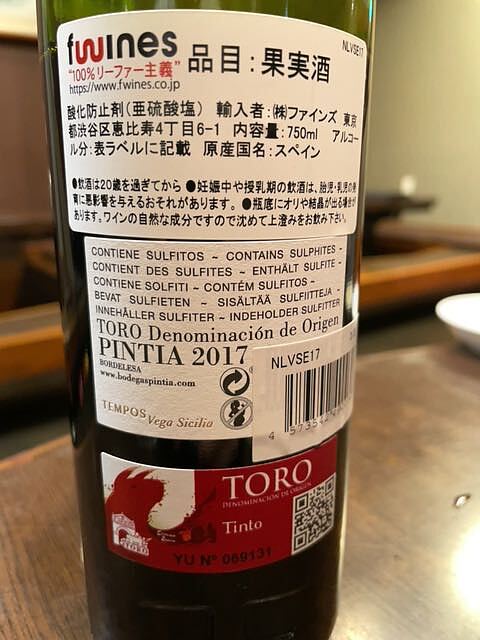 fwines
品目:果実酒
NLVSE17
"100%リーファー主義"
https://www.fwines.co.jp
酸化防止剤(亜硫酸塩) 輸入者:㈱ファインズ 東京
都渋谷区恵比寿4丁目6-1 内容量:750ml アルコー
ル分:表ラベルに記載 原産国名:スペイン
●飲酒は20歳を過ぎてから ●妊娠中や授乳期の飲酒は、胎児・乳児の発
育に悪影響を与えるおそれがあります。●瓶底にオリや結晶が出る場合が
あります。ワインの自然な成分ですので沈めて上澄みをお飲み下さい。
CONTIENE SULFITOS ~ CONTAINS SULPHITES ~
CONTIENT DES SULFITES ~ ENTHÄLT SULFITE ~
CONTIENE SOLFITI ~ CONTÉM SULFITOS ~
BEVAT SULFIETEN ~ SISÄLTÄÄ SULFIITTEJA ~
INNEHÅLLER SULFITER ~ INDEHOLDER SULFITTER
TORO Denominación de Origen
PINTIA 2017
BORDELESA
www.bodegaspintia.com
TEMPOS Vega Sicilia
NLVSE17
TORO
DENOMINACIÓN DE ORIGEN
Tinto
TORO
YU Nº 069131